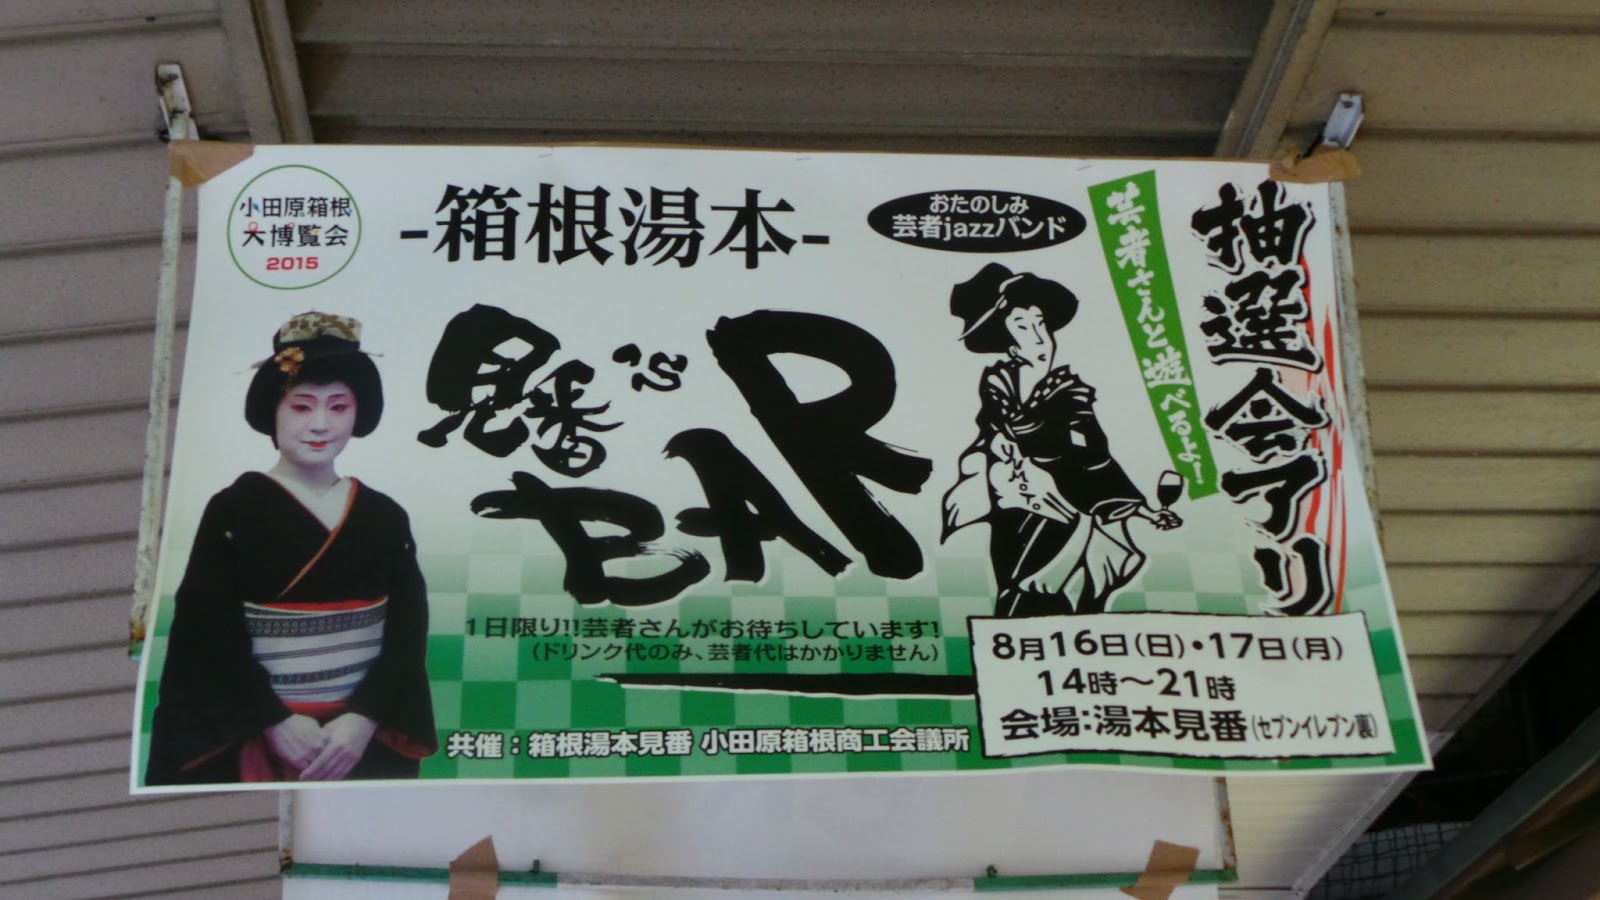 小田原箱根
大博覧会
2015
-箱根湯本-
おたのしみ
芸者jazzバンド
芸者さんと遊べるよ!
抽選会アリ
見番's
BAR
YUMOTO
1日限り!!芸者さんがお待ちしています!
(ドリンク代のみ、芸者代はかかりません)
8月16日(日)・17日(月)
14時～21時
会場:湯本見番(セブンイレブン裏)
共催:箱根湯本見番 小田原箱根商工会議所